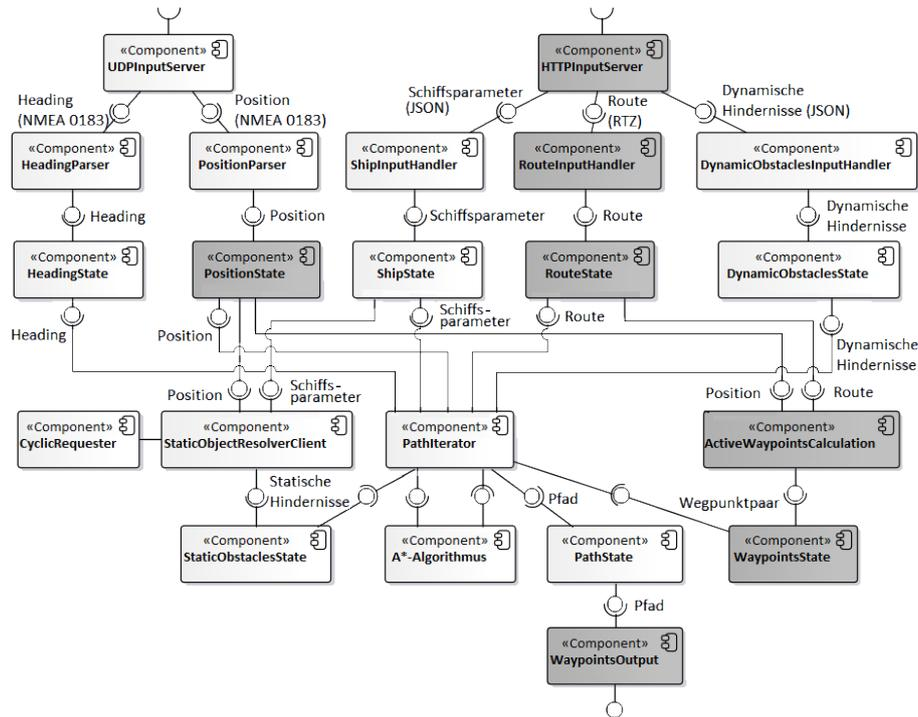 «Component»
UDPInputServer
«Component»
HTTPInputServer
Heading
(NMEA 0183)
Position
(NMEA 0183)
Schiffsparameter
(JSON)
Route
(RTZ)
Dynamische
Hindernisse (JSON)
«Component»
HeadingParser
«Component»
PositionParser
«Component»
ShipInputHandler
«Component»
RouteInputHandler
«Component»
DynamicObstaclesInputHandler
Heading
Position
Schiffsparameter
Route
Dynamische
Hindernisse
«Component»
HeadingState
«Component»
PositionState
«Component»
ShipState
«Component»
RouteState
«Component»
DynamicObstaclesState
Heading
Position
Schiffs-
parameter
Route
Dynamische
Hindernisse
Position
Schiffs-
parameter
Position
Route
«Component»
CyclicRequester
«Component»
StaticObjectResolverClient
«Component»
PathIterator
«Component»
ActiveWaypointsCalculation
Statische
Hindernisse
Pfad
Wegpunktpaar
«Component»
StaticObstaclesState
«Component»
A*-Algorithmus
«Component»
PathState
«Component»
WaypointsState
Pfad
«Component»
WaypointsOutput